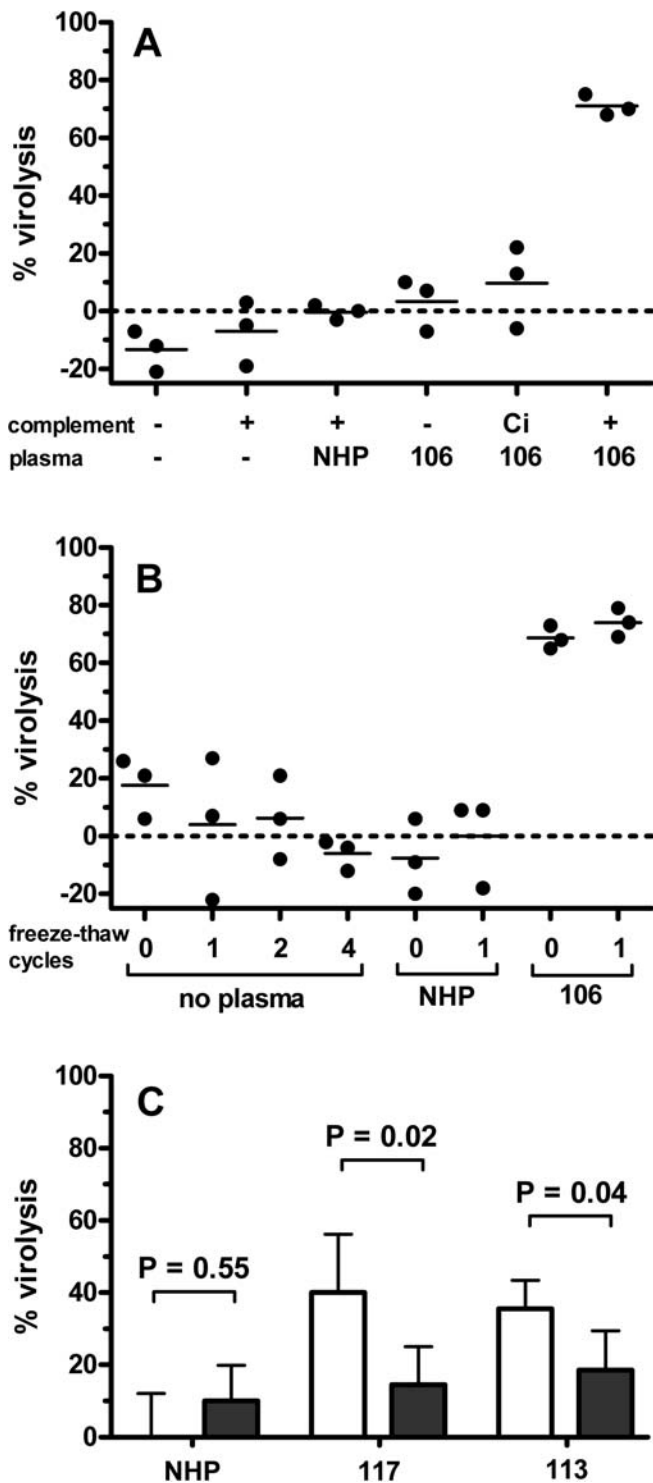 A
% virolysis
100
80
60
40
20
0
-20
complement - + + - Ci +
plasma - - NHP 106 106 106
B
% virolysis
100
80
60
40
20
0
-20
freeze-thaw
cycles 0 1 2 4 0 1 0 1
no plasma NHP 106
C
% virolysis
100
80
60
40
20
0
P = 0.02
P = 0.04
P = 0.55
NHP 117 113